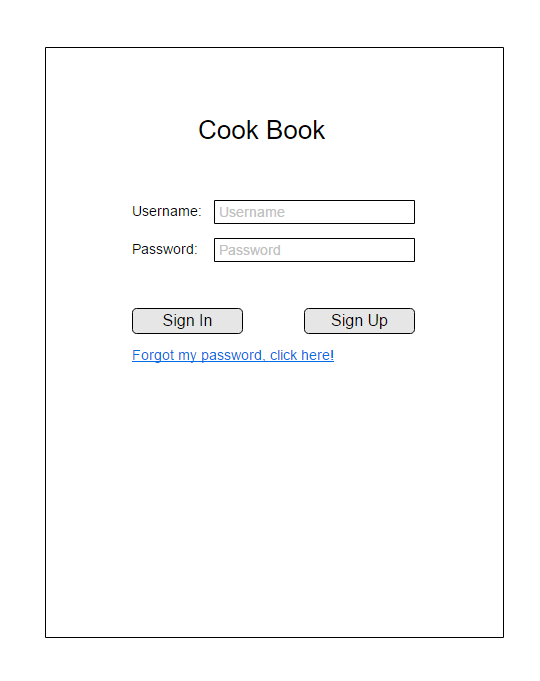 Cook Book
Username: Username
Password: Password
Sign In Sign Up
Forgot my password, click here!